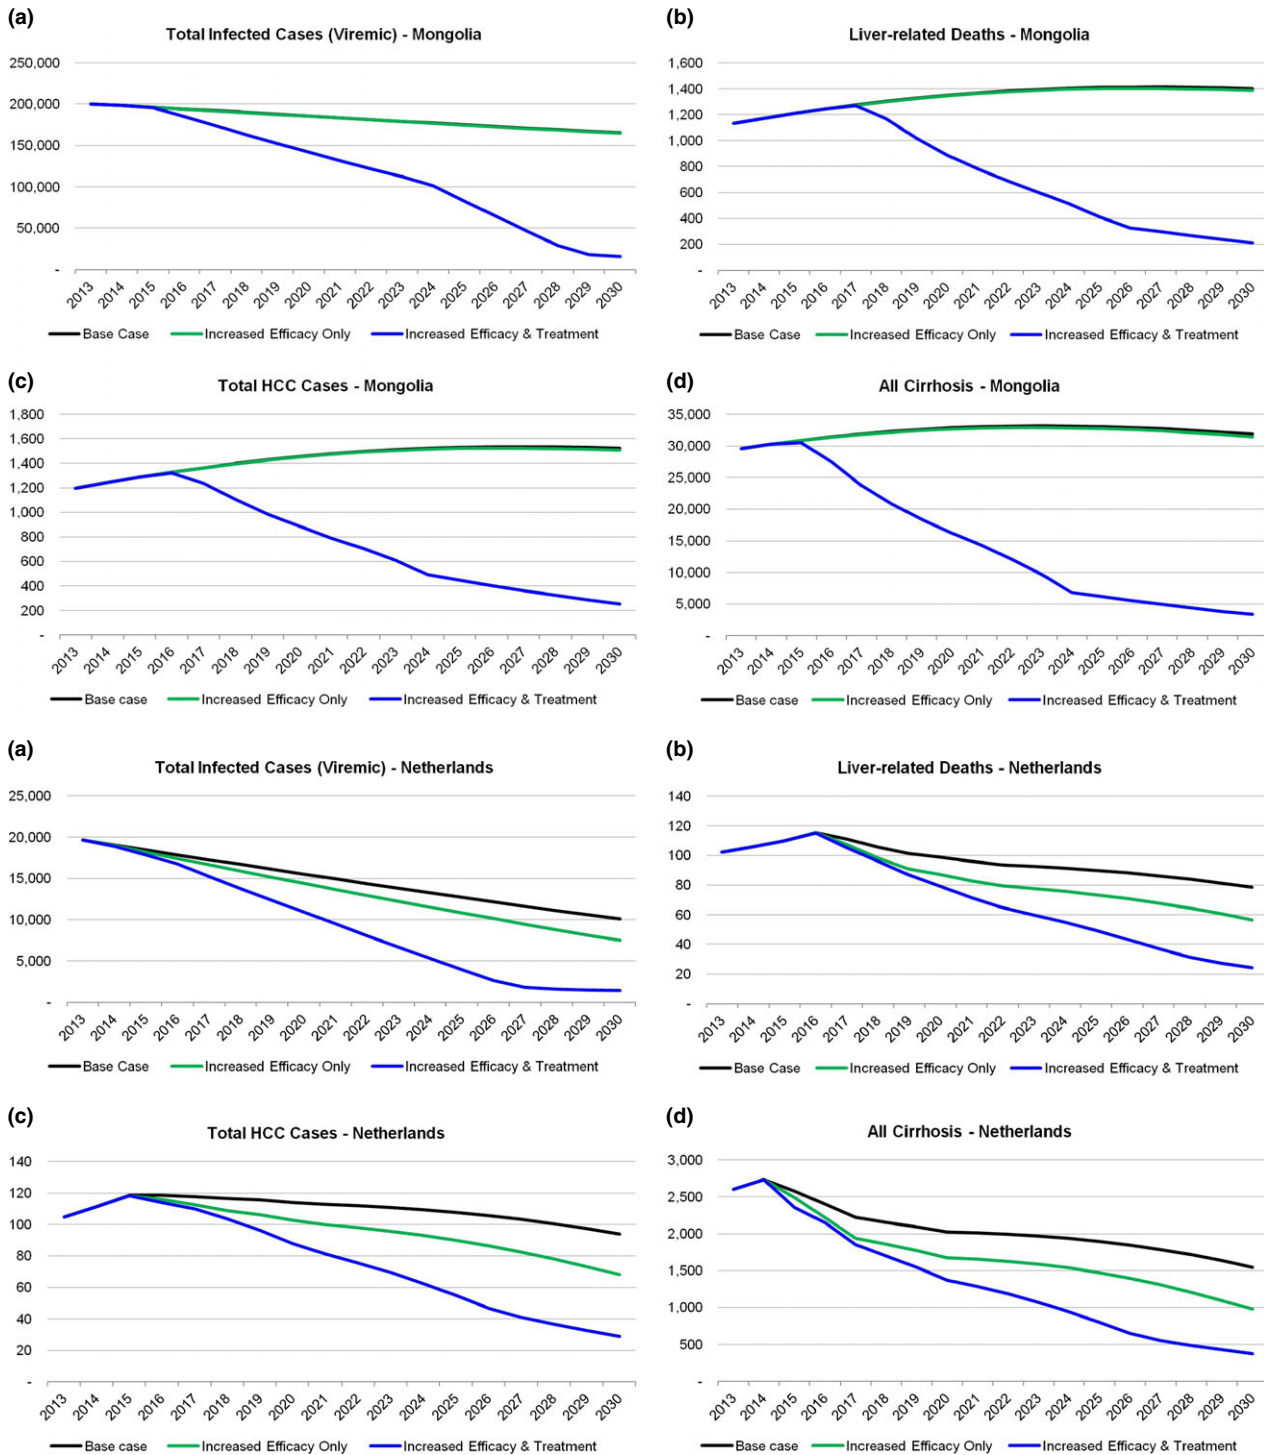 (a)
Total Infected Cases (Viremic) - Mongolia
250,000
200,000
150,000
100,000
50,000
-
2013 2014 2015 2016 2017 2018 2019 2020 2021 2022 2023 2024 2025 2026 2027 2028 2029 2030
Base Case Increased Efficacy Only Increased Efficacy & Treatment
(b)
Liver-related Deaths - Mongolia
1,600
1,400
1,200
1,000
800
600
400
200
-
2013 2014 2015 2016 2017 2018 2019 2020 2021 2022 2023 2024 2025 2026 2027 2028 2029 2030
Base Case Increased Efficacy Only Increased Efficacy & Treatment
(c)
Total HCC Cases - Mongolia
1,800
1,600
1,400
1,200
1,000
800
600
400
200
-
2013 2014 2015 2016 2017 2018 2019 2020 2021 2022 2023 2024 2025 2026 2027 2028 2029 2030
Base case Increased Efficacy Only Increased Efficacy & Treatment
(d)
All Cirrhosis - Mongolia
35,000
30,000
25,000
20,000
15,000
10,000
5,000
-
2013 2014 2015 2016 2017 2018 2019 2020 2021 2022 2023 2024 2025 2026 2027 2028 2029 2030
Base case Increased Efficacy Only Increased Efficacy & Treatment
(a)
Total Infected Cases (Viremic) - Netherlands
25,000
20,000
15,000
10,000
5,000
-
2013 2014 2015 2016 2017 2018 2019 2020 2021 2022 2023 2024 2025 2026 2027 2028 2029 2030
Base Case Increased Efficacy Only Increased Efficacy & Treatment
(b)
Liver-related Deaths - Netherlands
140
120
100
80
60
40
20
-
2013 2014 2015 2016 2017 2018 2019 2020 2021 2022 2023 2024 2025 2026 2027 2028 2029 2030
Base Case Increased Efficacy Only Increased Efficacy & Treatment
(c)
Total HCC Cases - Netherlands
140
120
100
80
60
40
20
-
2013 2014 2015 2016 2017 2018 2019 2020 2021 2022 2023 2024 2025 2026 2027 2028 2029 2030
Base case Increased Efficacy Only Increased Efficacy & Treatment
(d)
All Cirrhosis - Netherlands
3,000
2,500
2,000
1,500
1,000
500
-
2013 2014 2015 2016 2017 2018 2019 2020 2021 2022 2023 2024 2025 2026 2027 2028 2029 2030
Base case Increased Efficacy Only Increased Efficacy & Treatment